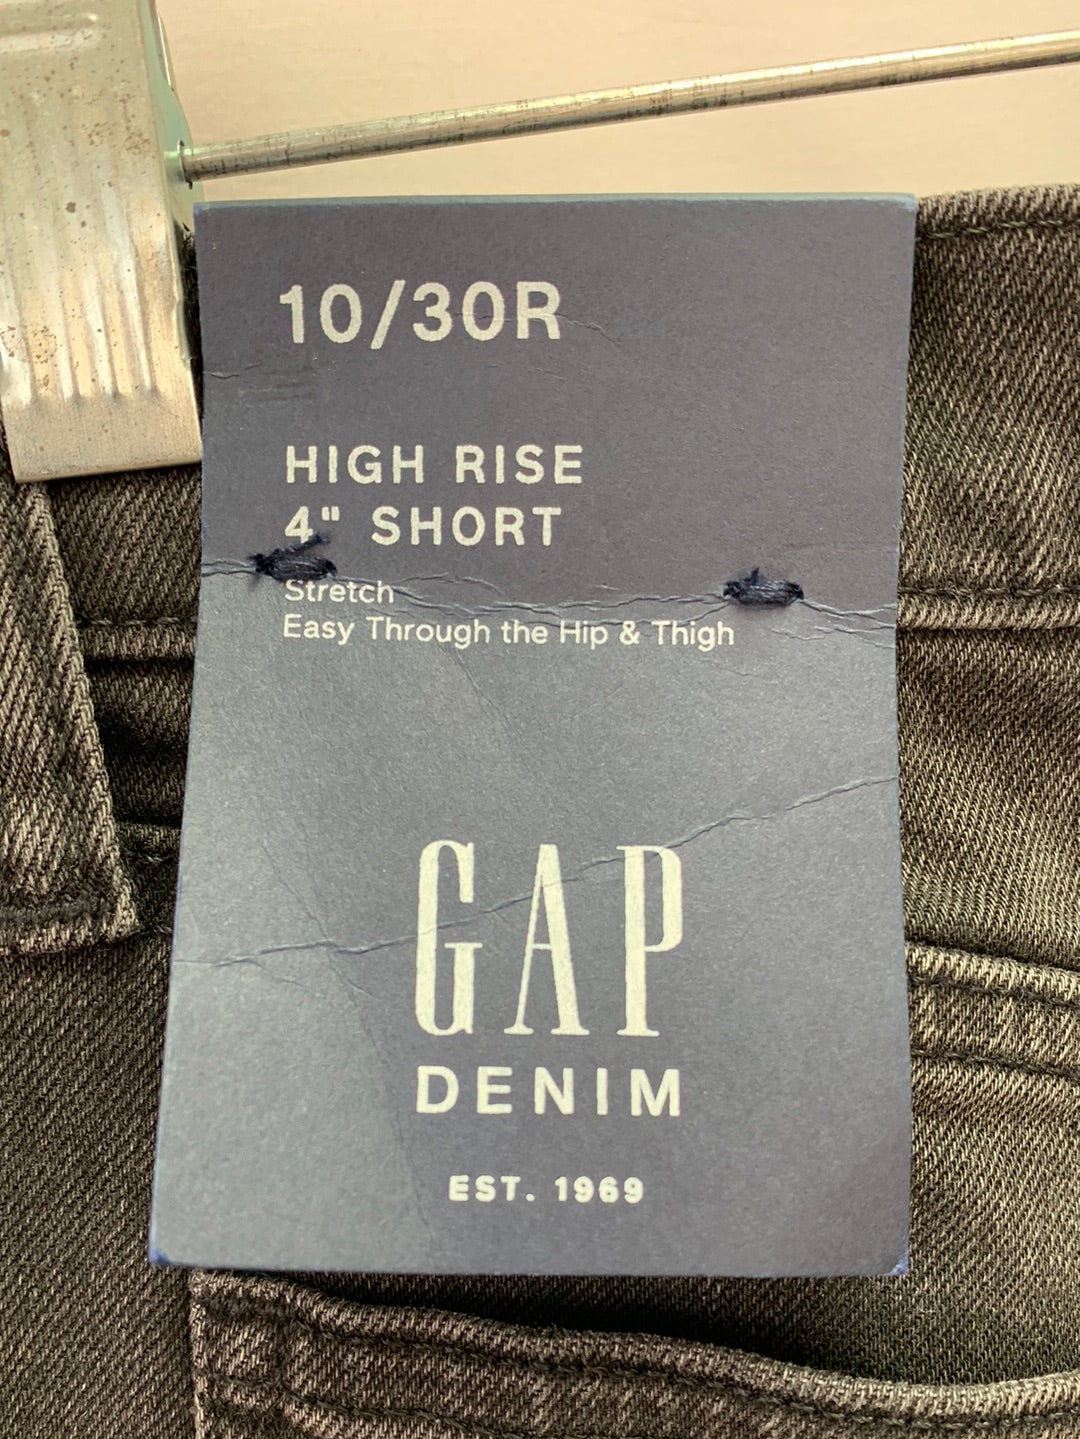 10/30R
HIGH RISE
4" SHORT
Stretch
Easy Through the Hip & Thigh
GAP
DENIM
EST. 1969